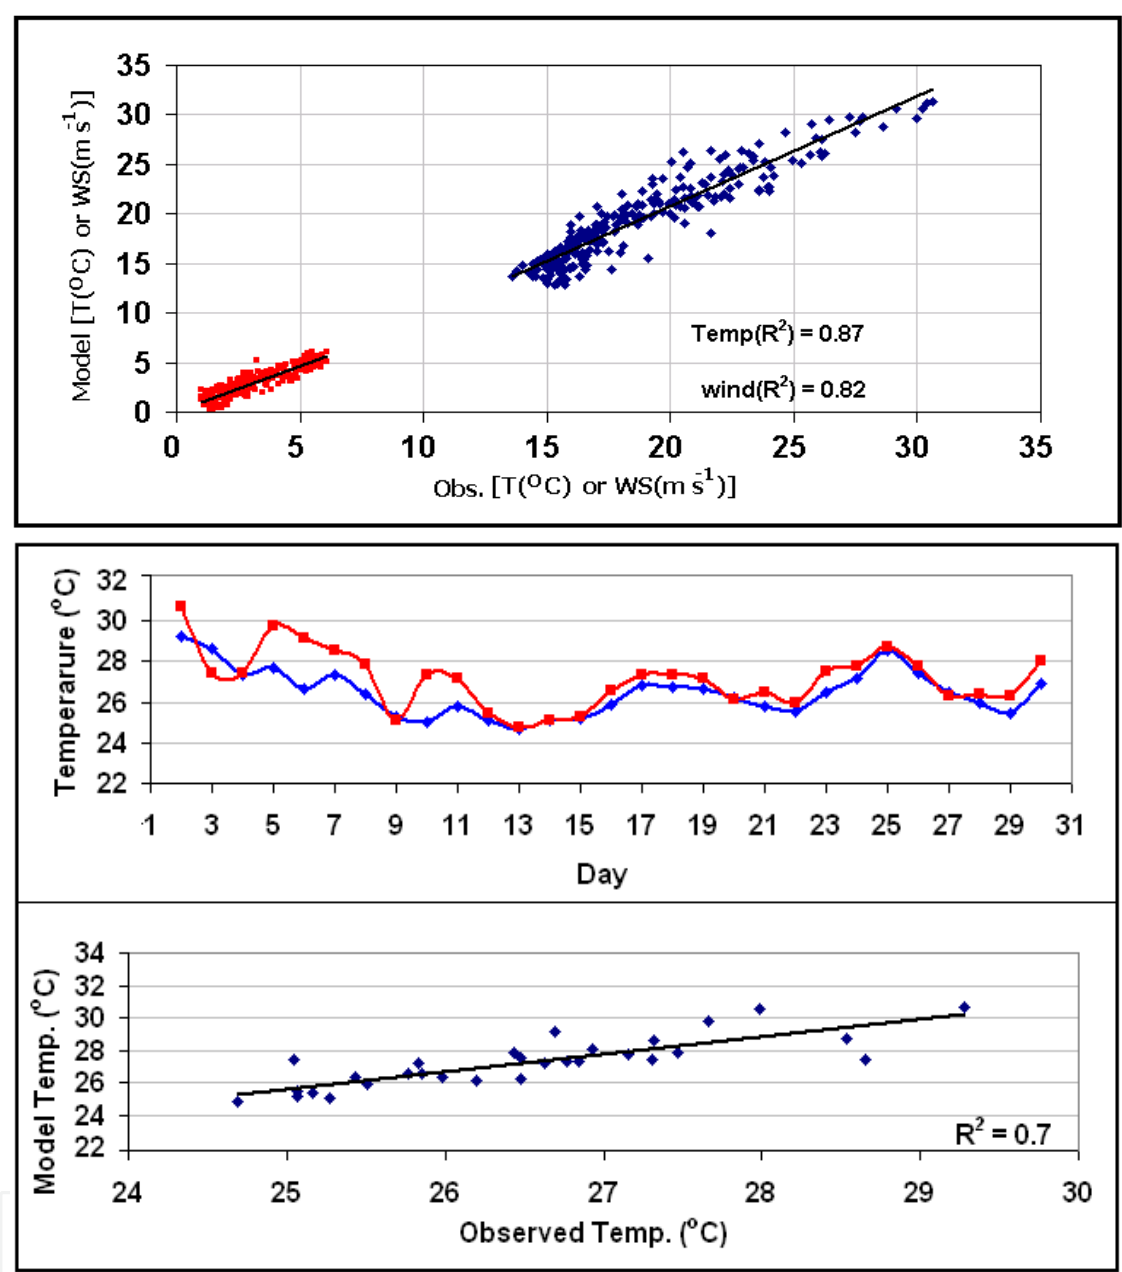 35
30
25
20
15
10
5
0
Model [T(°C) or WS(m s⁻¹)]
Temp(R²) = 0.87
wind(R²) = 0.82
0 5 10 15 20 25 30 35
Obs. [T(°C) or WS(m s⁻¹)]
32
30
28
26
24
22
Temperarure (°C)
1 3 5 7 9 11 13 15 17 19 21 23 25 27 29 31
Day
34
32
30
28
26
24
22
Model Temp. (°C)
R² = 0.7
24 25 26 27 28 29 30
Observed Temp. (°C)